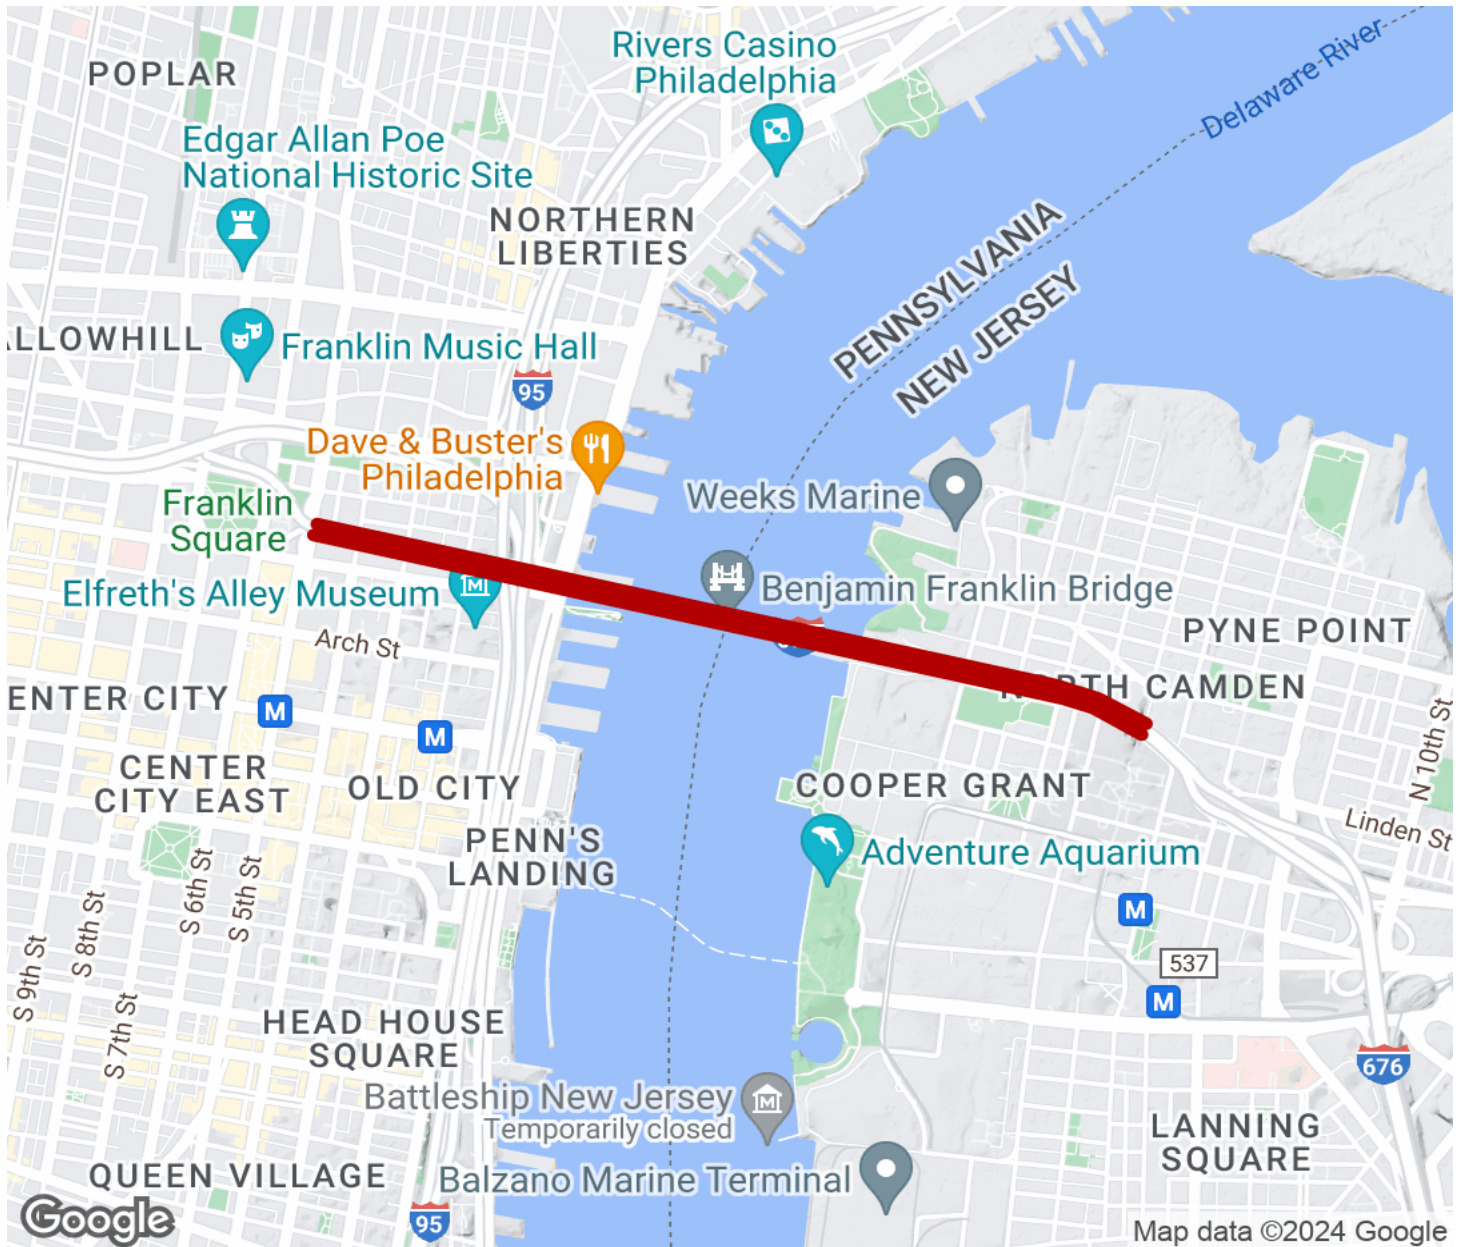 Rivers Casino
Philadelphia
POPLAR
Delaware River
Edgar Allan Poe
National Historic Site
NORTHERN
LIBERTIES
PENNSYLVANIA
NEW JERSEY
ALLOWHILL
Franklin Music Hall
95
Dave & Buster's
Philadelphia
Franklin
Square
Weeks Marine
Elfreth's Alley Museum
M
Benjamin Franklin Bridge
Arch St
PYNE POINT
ENTER CITY
M
NORTH CAMDEN
M
N 10th St
CENTER
CITY EAST
OLD CITY
COOPER GRANT
PENN'S
LANDING
Linden St
Adventure Aquarium
S 6th St
S 5th St
S 8th St
S 9th St
M
537
M
S 7th St
HEAD HOUSE
SQUARE
676
Battleship New Jersey
Temporarily closed
M
LANNING
SQUARE
QUEEN VILLAGE
Balzano Marine Terminal
Google
95
Map data ©2024 Google